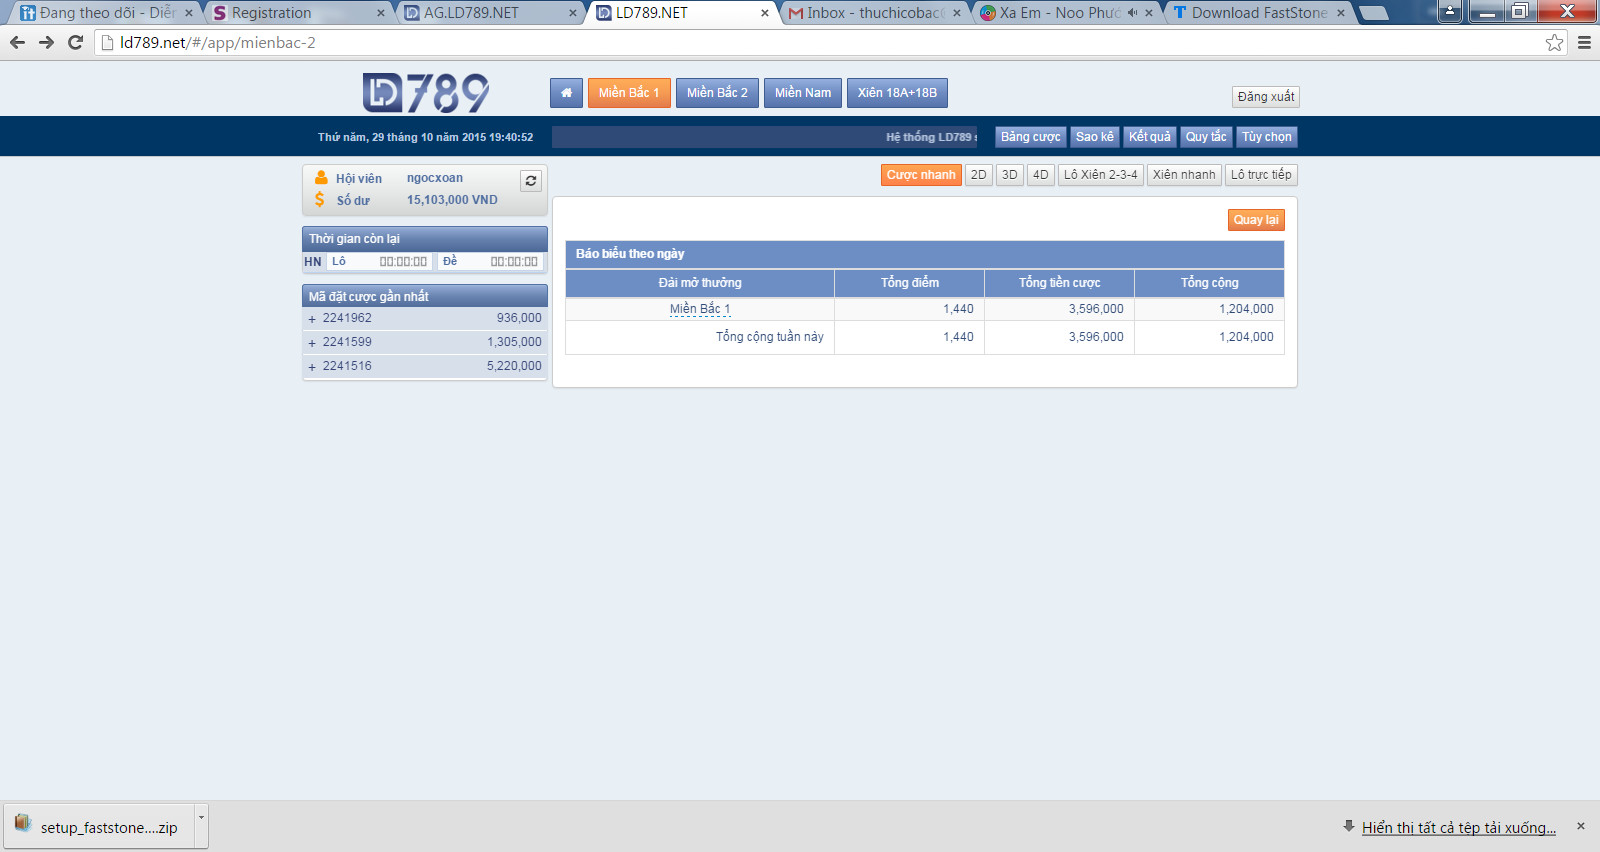 Đang theo dõi - Diễn
Registration
AG.LD789.NET
LD789.NET
Inbox - thuchicobac@
Xa Em - Noo Phướ
Download FastStone
ld789.net/#/app/mienbac-2
LD789
Miền Bắc 1
Miền Bắc 2
Miền Nam
Xiên 18A+18B
Đăng xuất
Thứ năm, 29 tháng 10 năm 2015 19:40:52
Hệ thống LD789
Bảng cược
Sao kê
Kết quả
Quy tắc
Tùy chọn
Hội viên ngocxoan
Số dư 15,103,000 VND
Cược nhanh
2D
3D
4D
Lô Xiên 2-3-4
Xiên nhanh
Lô trực tiếp
Quay lại
Thời gian còn lại
HN Lô 00:00:00 Đề 00:00:00
Mã đặt cược gần nhất
+ 2241962 936,000
+ 2241599 1,305,000
+ 2241516 5,220,000
Báo biểu theo ngày
Đài mở thưởng Tổng điểm Tổng tiền cược Tổng cộng
Miền Bắc 1 1,440 3,596,000 1,204,000
Tổng cộng tuần này 1,440 3,596,000 1,204,000
setup_faststone....zip
Hiển thị tất cả tệp tải xuống...